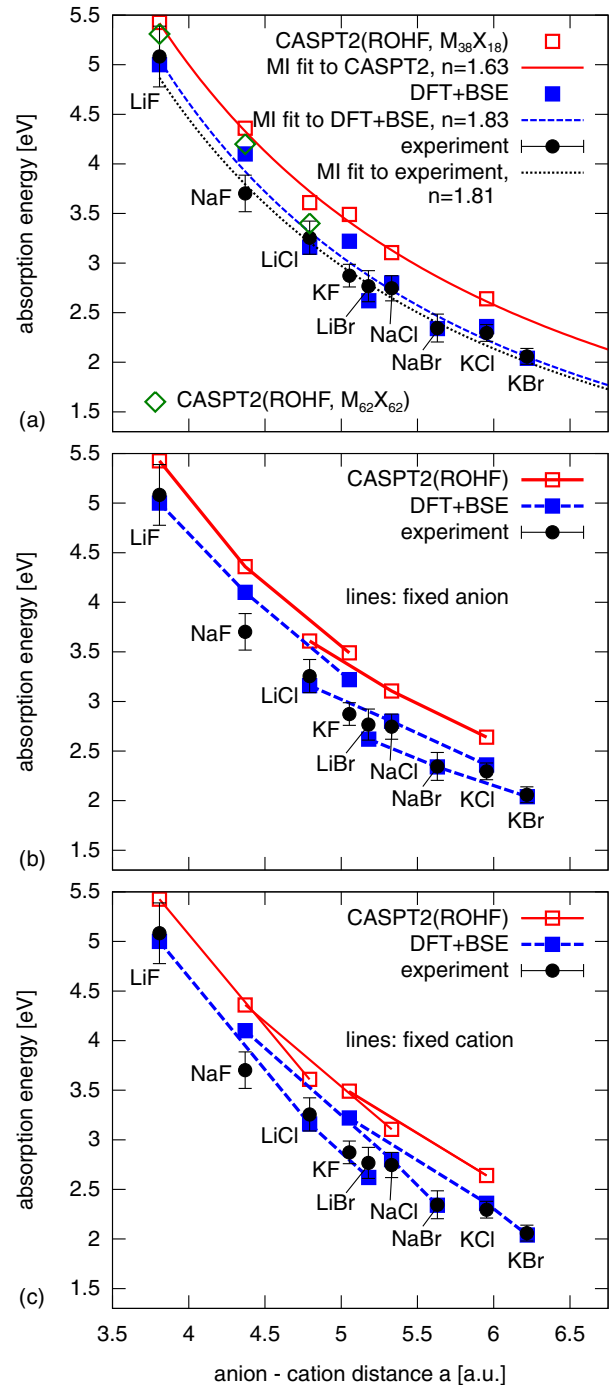 CASPT2(ROHF, M38X18)
MI fit to CASPT2, n=1.63
DFT+BSE
MI fit to DFT+BSE, n=1.83
experiment
MI fit to experiment,
n=1.81
5.5
5
4.5
4
3.5
3
2.5
2
1.5
absorption energy [eV]
LiF
NaF
LiCl
KF
LiBr
NaCl
NaBr
KCl
KBr
CASPT2(ROHF, M62X62)
(a)
CASPT2(ROHF)
DFT+BSE
experiment
lines: fixed anion
5.5
5
4.5
4
3.5
3
2.5
2
1.5
absorption energy [eV]
LiF
NaF
LiCl
KF
LiBr
NaCl
NaBr
KCl
KBr
(b)
CASPT2(ROHF)
DFT+BSE
experiment
lines: fixed cation
5.5
5
4.5
4
3.5
3
2.5
2
1.5
absorption energy [eV]
LiF
NaF
LiCl
KF
LiBr
NaCl
NaBr
KCl
KBr
(c)
3.5 4 4.5 5 5.5 6 6.5
anion - cation distance a [a.u.]